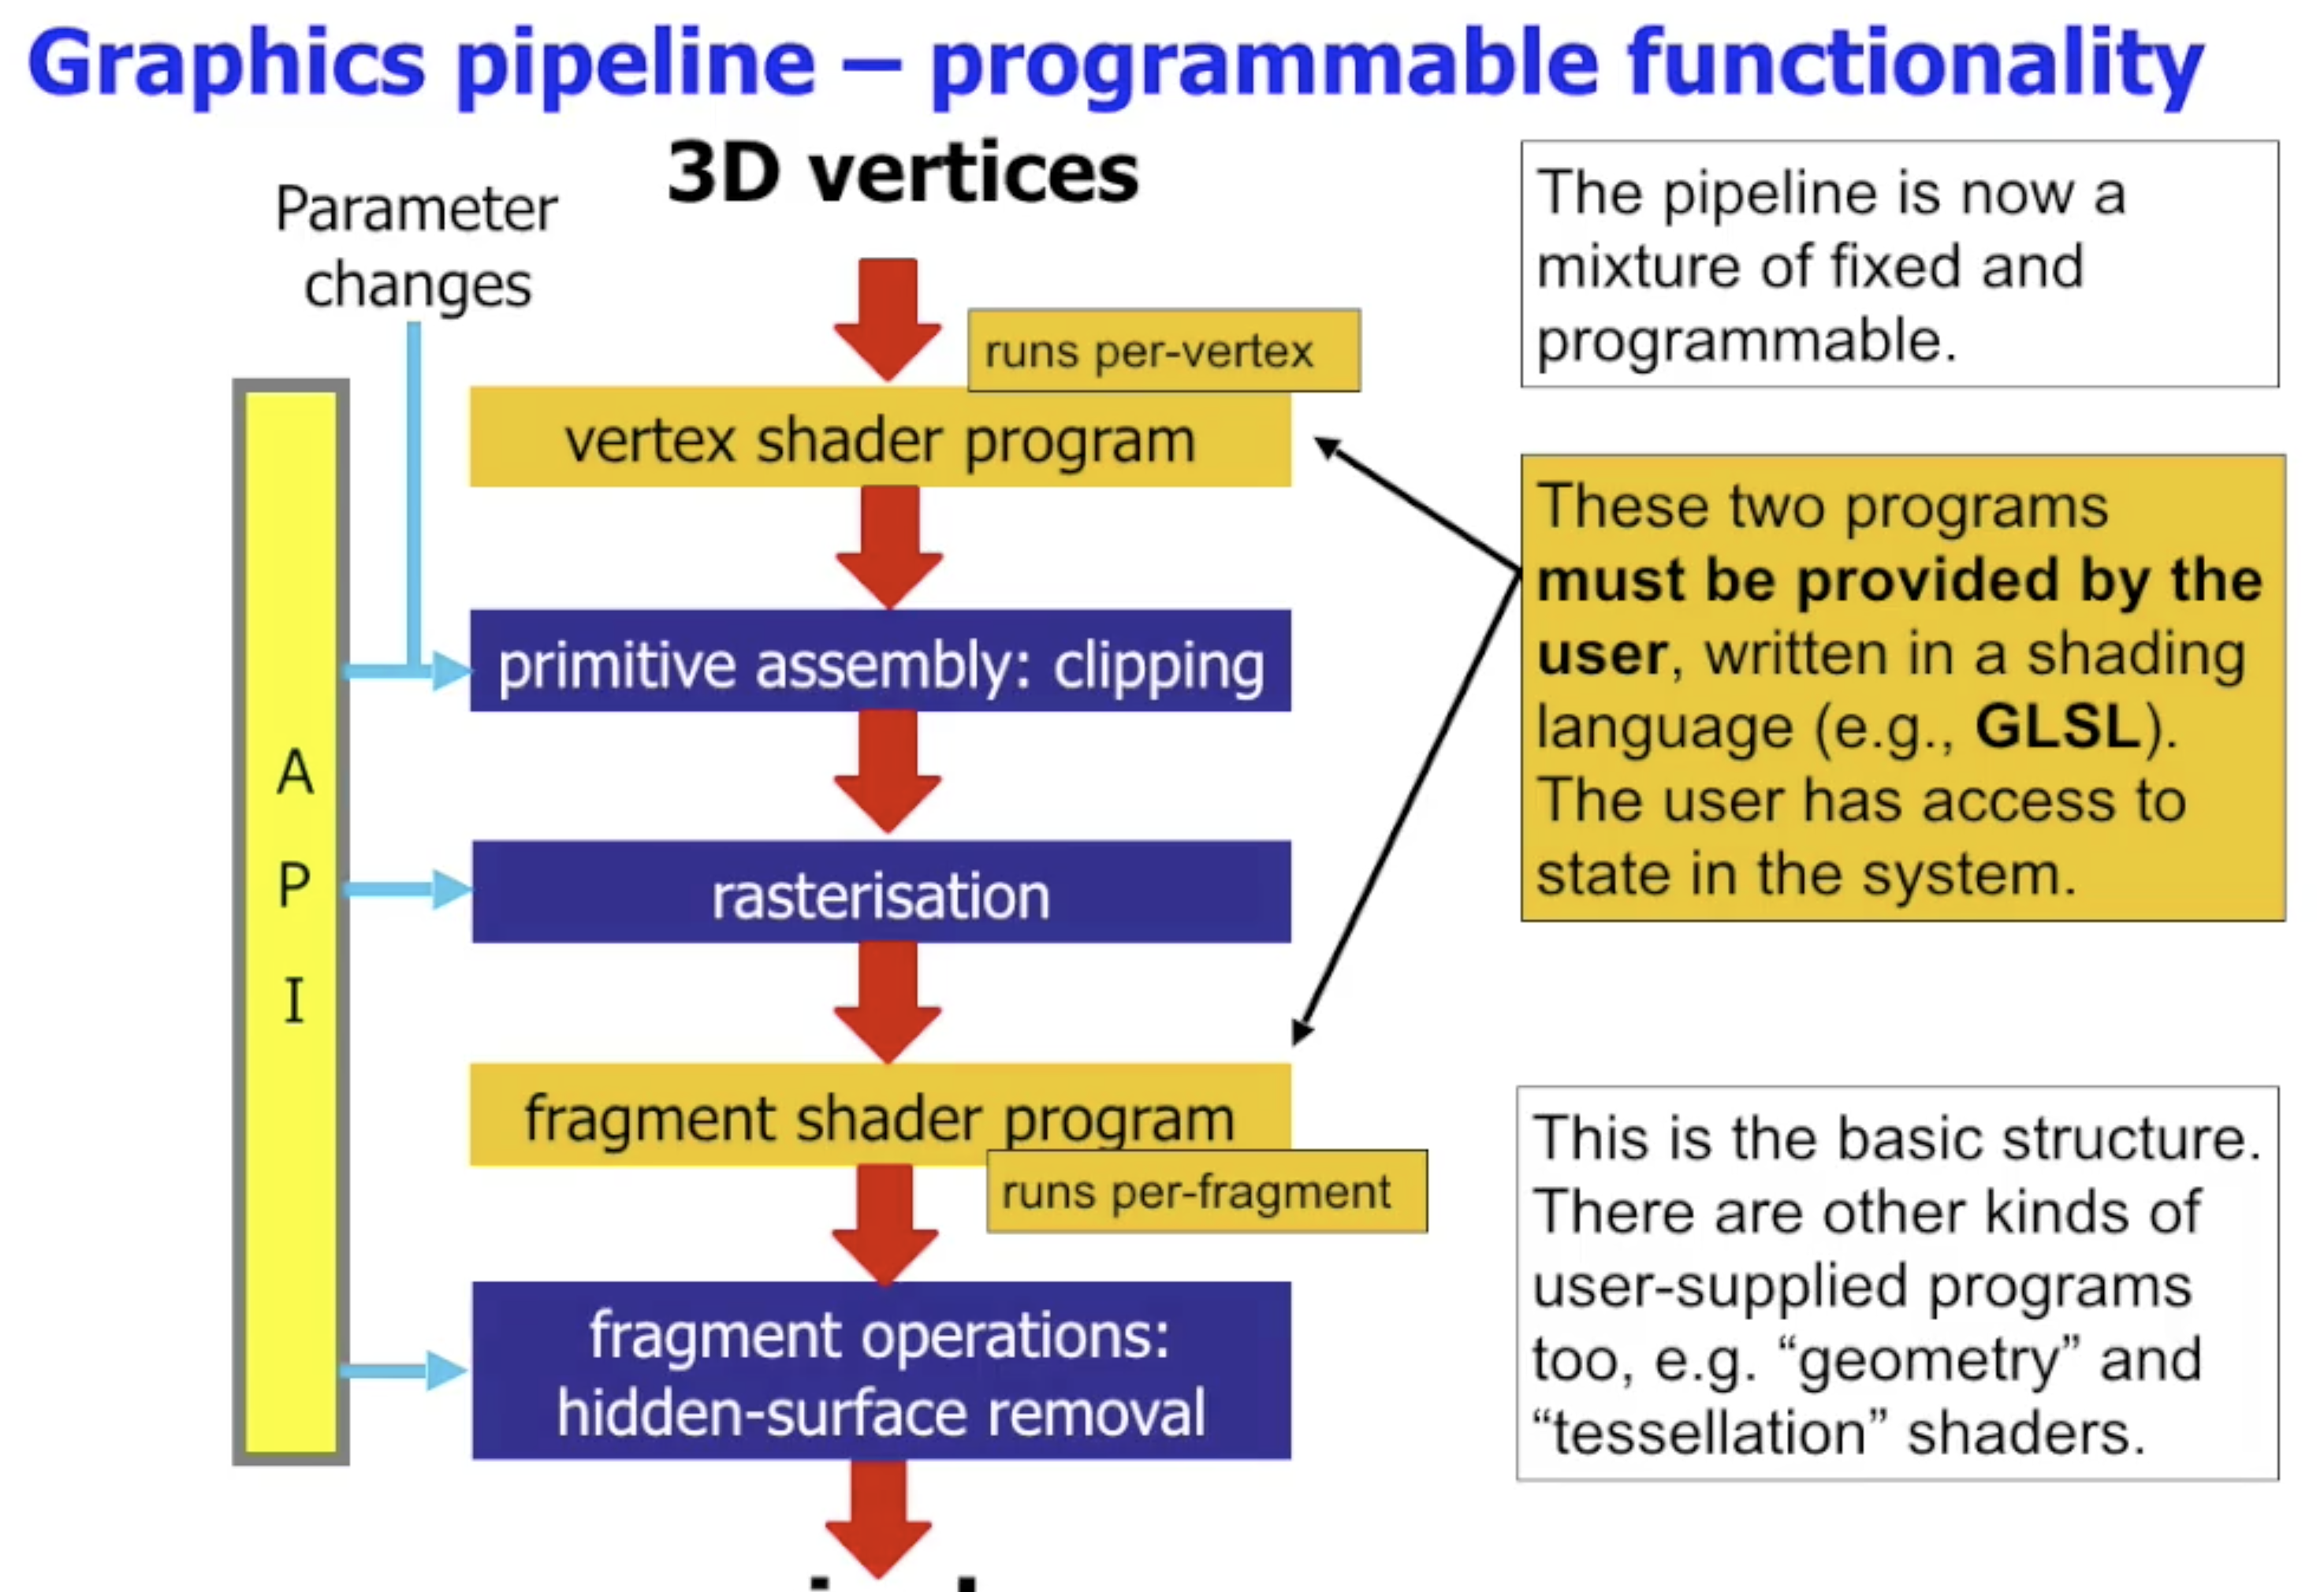 Graphics pipeline – programmable functionality
3D vertices
Parameter
changes
runs per-vertex
vertex shader program
primitive assembly: clipping
rasterisation
fragment shader program
runs per-fragment
fragment operations:
hidden-surface removal
A
P
I
The pipeline is now a
mixture of fixed and
programmable.
These two programs
must be provided by the
user, written in a shading
language (e.g., GLSL).
The user has access to
state in the system.
This is the basic structure.
There are other kinds of
user-supplied programs
too, e.g. “geometry” and
“tessellation” shaders.